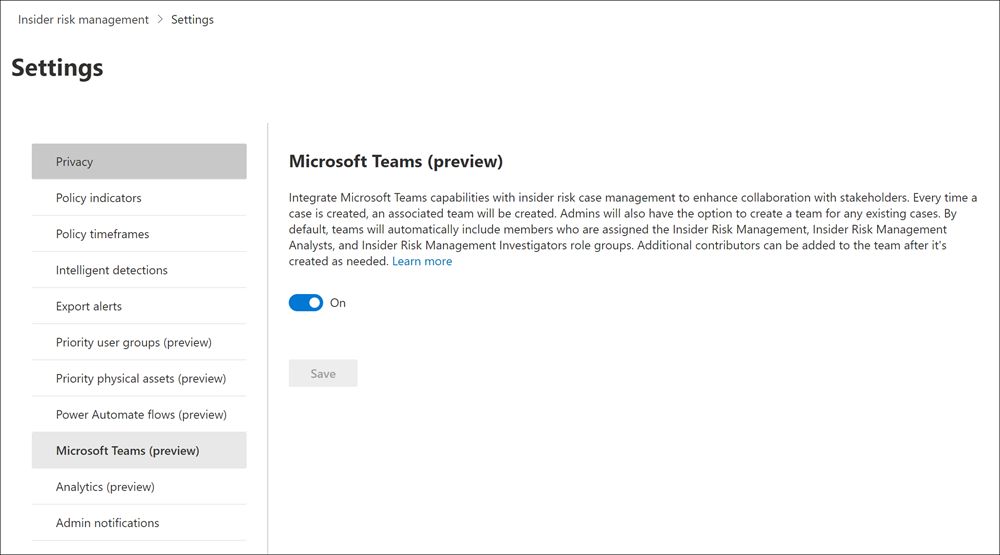 Insider risk management > Settings
Settings
Privacy
Policy indicators
Policy timeframes
Intelligent detections
Export alerts
Priority user groups (preview)
Priority physical assets (preview)
Power Automate flows (preview)
Microsoft Teams (preview)
Analytics (preview)
Admin notifications
Microsoft Teams (preview)
Integrate Microsoft Teams capabilities with insider risk case management to enhance collaboration with stakeholders. Every time a
case is created, an associated team will be created. Admins will also have the option to create a team for any existing cases. By
default, teams will automatically include members who are assigned the Insider Risk Management, Insider Risk Management
Analysts, and Insider Risk Management Investigators role groups. Additional contributors can be added to the team after it's
created as needed. Learn more
On
Save